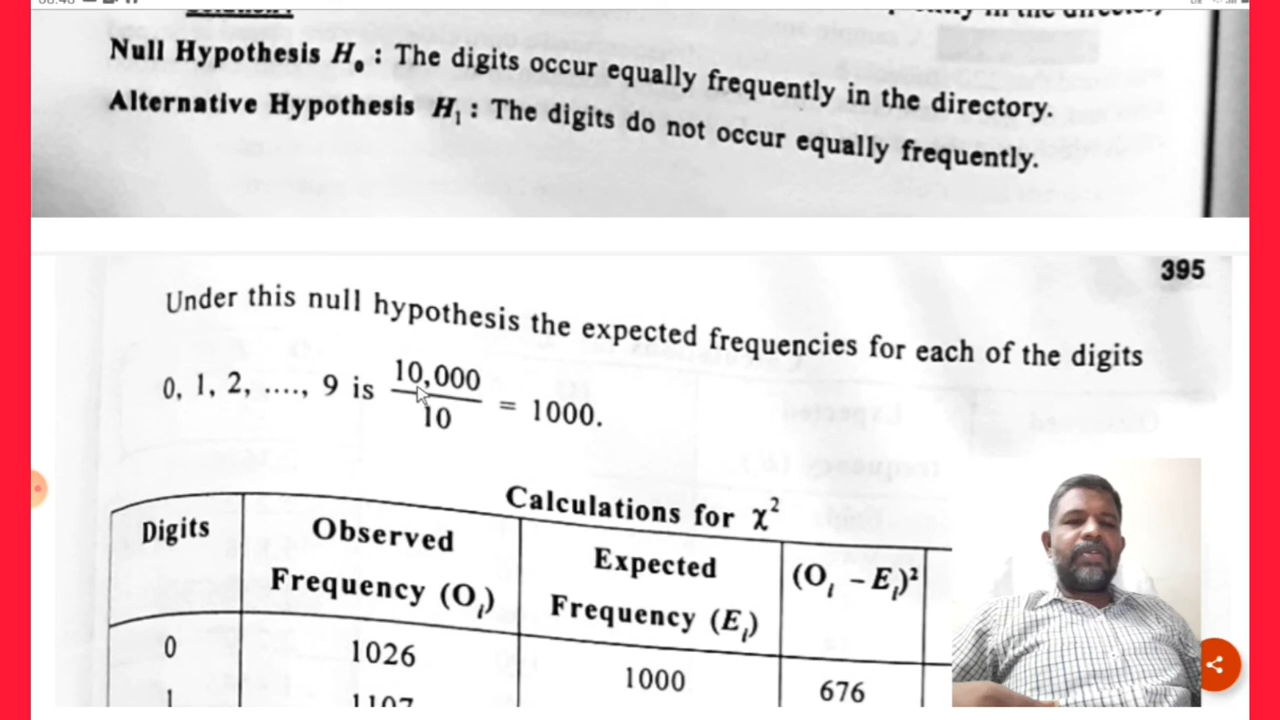 Null Hypothesis H₀ : The digits occur equally frequently in the directory.
Alternative Hypothesis H₁ : The digits do not occur equally frequently.
395
Under this null hypothesis the expected frequencies for each of the digits
0, 1, 2, ...., 9 is 10,000 / 10 = 1000.
Calculations for χ²
Digits
Observed Frequency (Oᵢ)
Expected Frequency (Eᵢ)
(Oᵢ – Eᵢ)²
0 1026 1000 676
1 1107